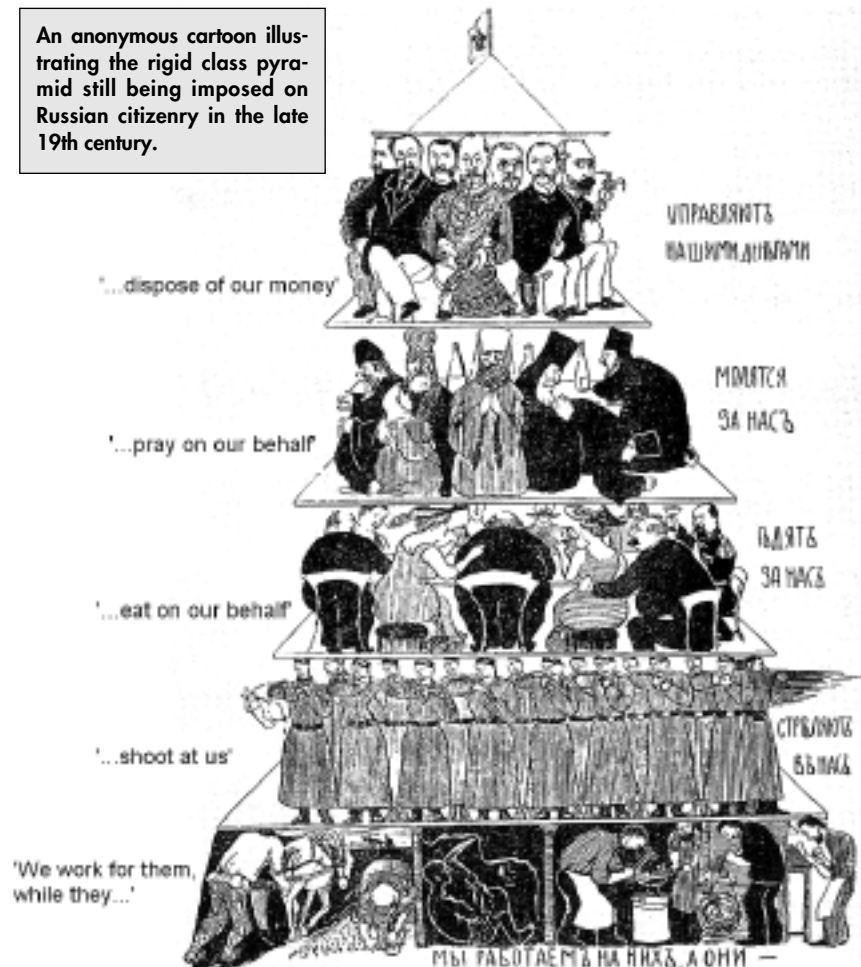 An anonymous cartoon illus-
trating the rigid class pyra-
mid still being imposed on
Russian citizenry in the late
19th century.
УПРАВЛЯЮТЪ
НАШИМИ ДЕНЬГАМИ
'...dispose of our money'
МОЛЯТСЯ
ЗА НАСЪ
'...pray on our behalf'
ѢДЯТЪ
ЗА НАСЪ
'...eat on our behalf'
СТРѢЛЯЮТЪ
ВЪ НАСЪ
'...shoot at us'
'We work for them,
while they...'
МЫ РАБОТАЕМЪ НА НИХЪ, А ОНИ —